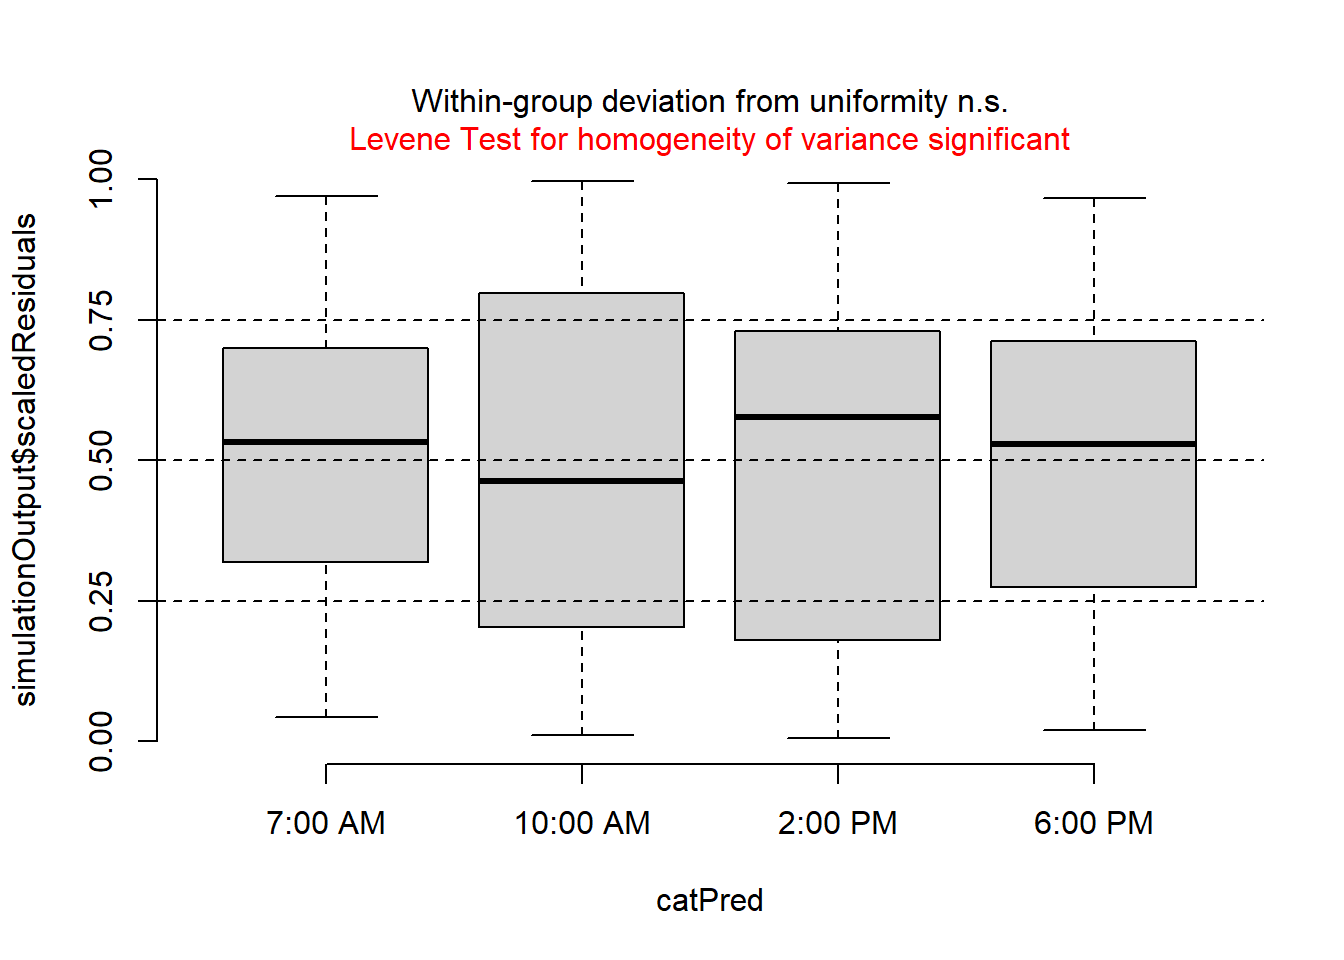 Within-group deviation from uniformity n.s.
Levene Test for homogeneity of variance significant
simulationOutput$scaledResiduals
1.00
0.75
0.50
0.25
0.00
7:00 AM
10:00 AM
2:00 PM
6:00 PM
catPred